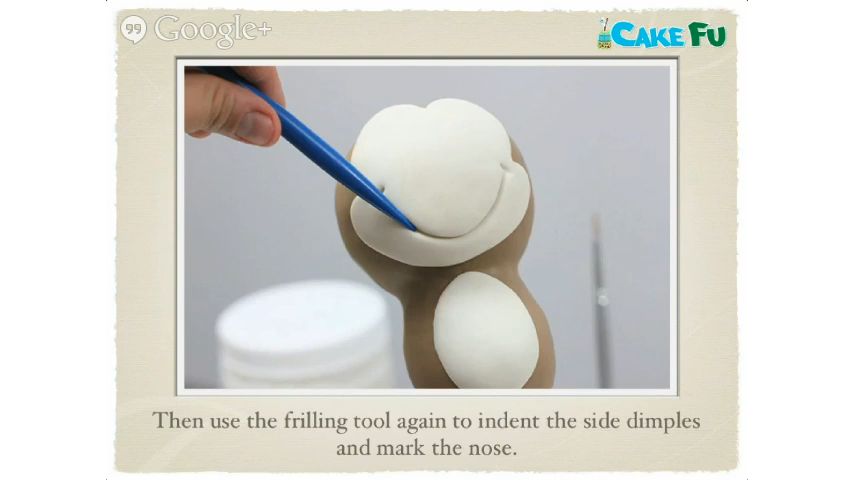 Google+
CAKE FU
Then use the frilling tool again to indent the side dimples
and mark the nose.